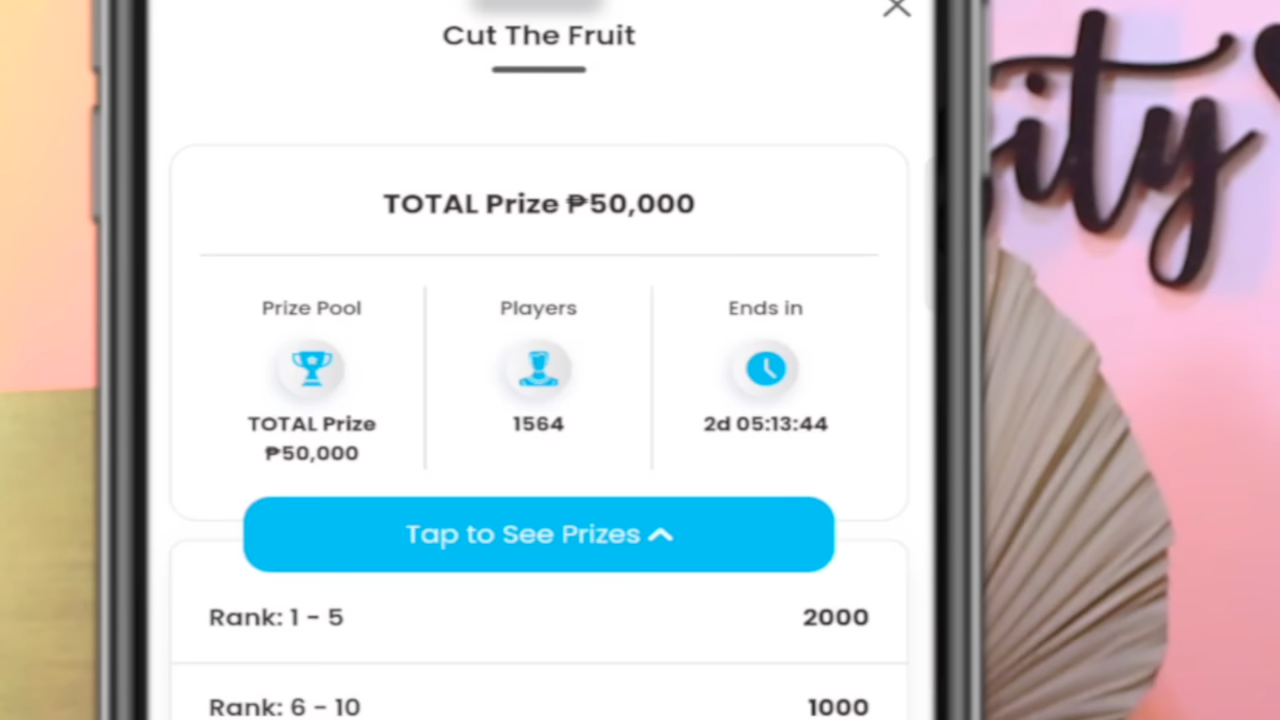 Cut The Fruit
TOTAL Prize ₱50,000
Prize Pool
Players
Ends in
TOTAL Prize
₱50,000
1564
2d 05:13:44
Tap to See Prizes
Rank: 1 - 5
2000
Rank: 6 - 10
1000
ity